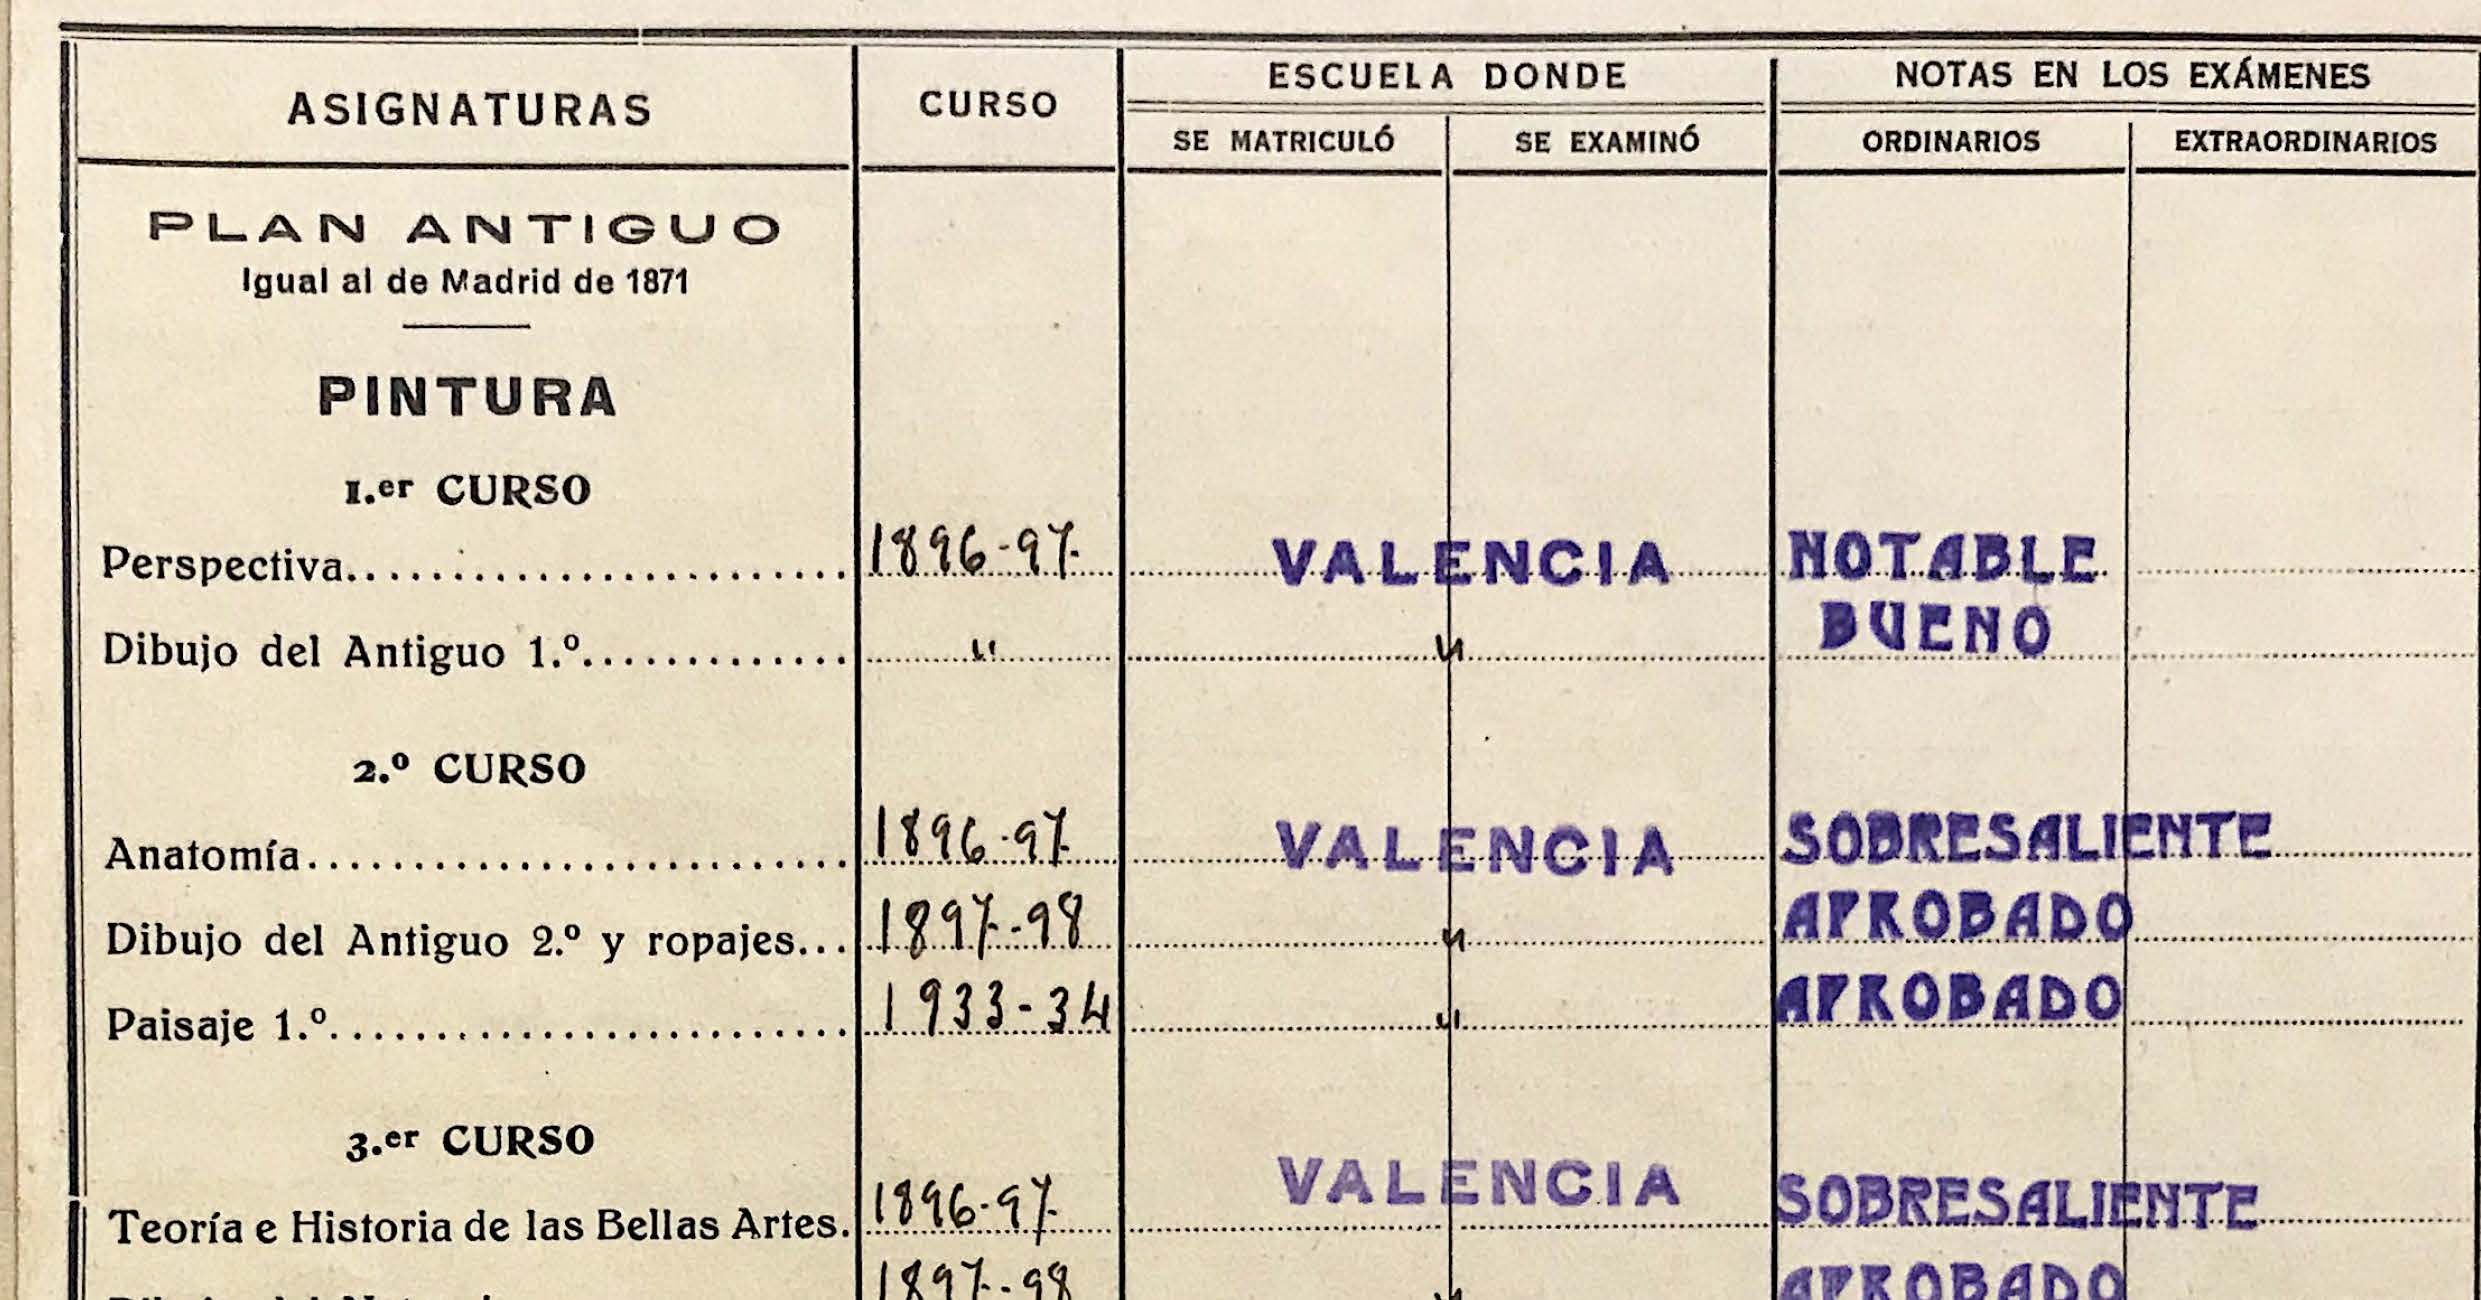 ASIGNATURAS CURSO ESCUELA DONDE NOTAS EN LOS EXÁMENES
SE MATRICULÓ SE EXAMINÓ ORDINARIOS EXTRAORDINARIOS
PLAN ANTIGUO
Igual al de Madrid de 1871
PINTURA
1.er CURSO
Perspectiva........................ 1896-97. VALENCIA NOTABLE
Dibujo del Antiguo 1.º............. " " BUENO
2.º CURSO
Anatomía.......................... 1896-97. VALENCIA SOBRESALIENTE
Dibujo del Antiguo 2.º y ropajes... 1897-98 " APROBADO
Paisaje 1.º......................... 1933-34 " APROBADO
3.er CURSO
Teoría e Historia de las Bellas Artes. 1896-97. VALENCIA SOBRESALIENTE
1897-98 " APROBADO